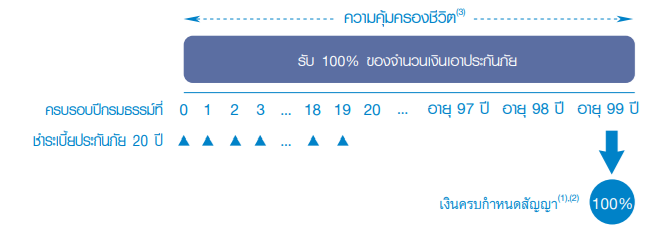 ความคุ้มครองชีวิต(3)
รับ 100% ของจำนวนเงินเอาประกันภัย
ครบรอบปีกรมธรรม์ที่ 0 1 2 3 ... 18 19 20 ... อายุ 97 ปี อายุ 98 ปี อายุ 99 ปี
ชำระเบี้ยประกันภัย 20 ปี ▲ ▲ ▲ ▲ ... ▲ ▲
เงินครบกำหนดสัญญา(1),(2) 100%